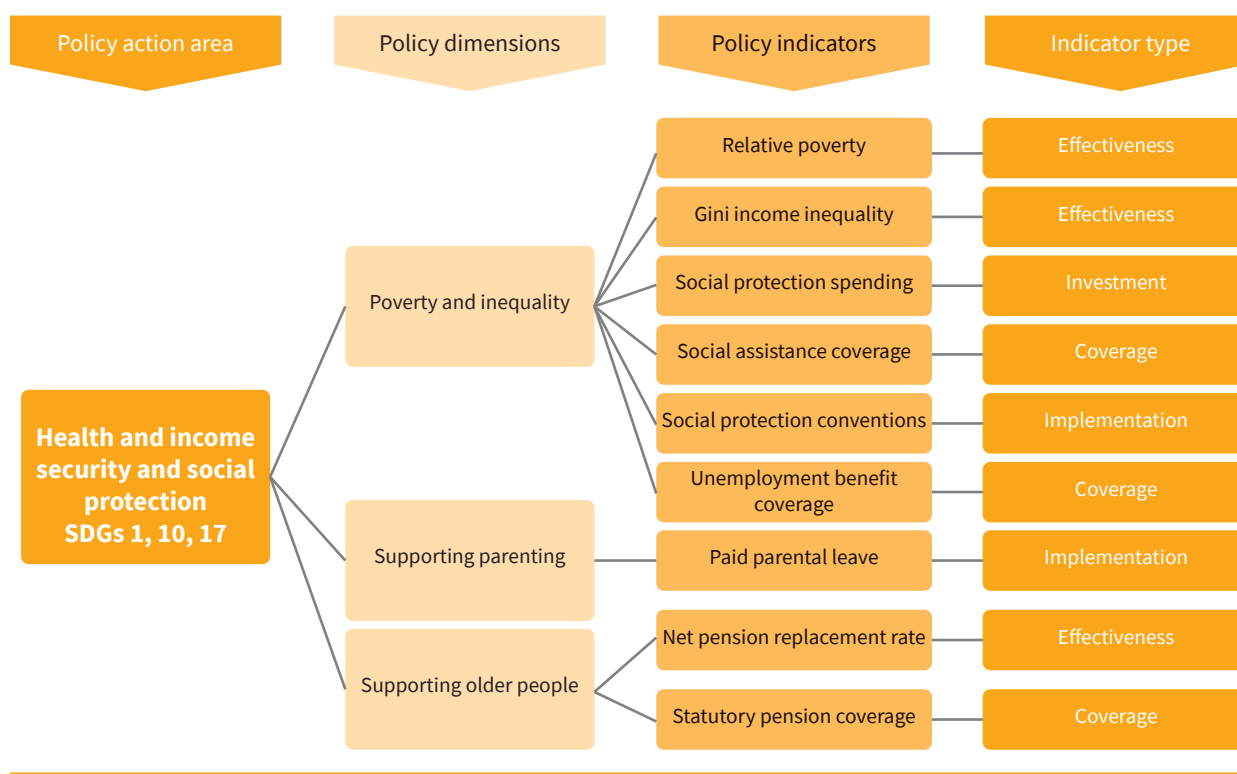 Policy action area
Policy dimensions
Policy indicators
Indicator type
Health and income
security and social
protection
SDGs 1, 10, 17
Poverty and inequality
Supporting parenting
Supporting older people
Relative poverty
Gini income inequality
Social protection spending
Social assistance coverage
Social protection conventions
Unemployment benefit
coverage
Paid parental leave
Net pension replacement rate
Statutory pension coverage
Effectiveness
Effectiveness
Investment
Coverage
Implementation
Coverage
Implementation
Effectiveness
Coverage